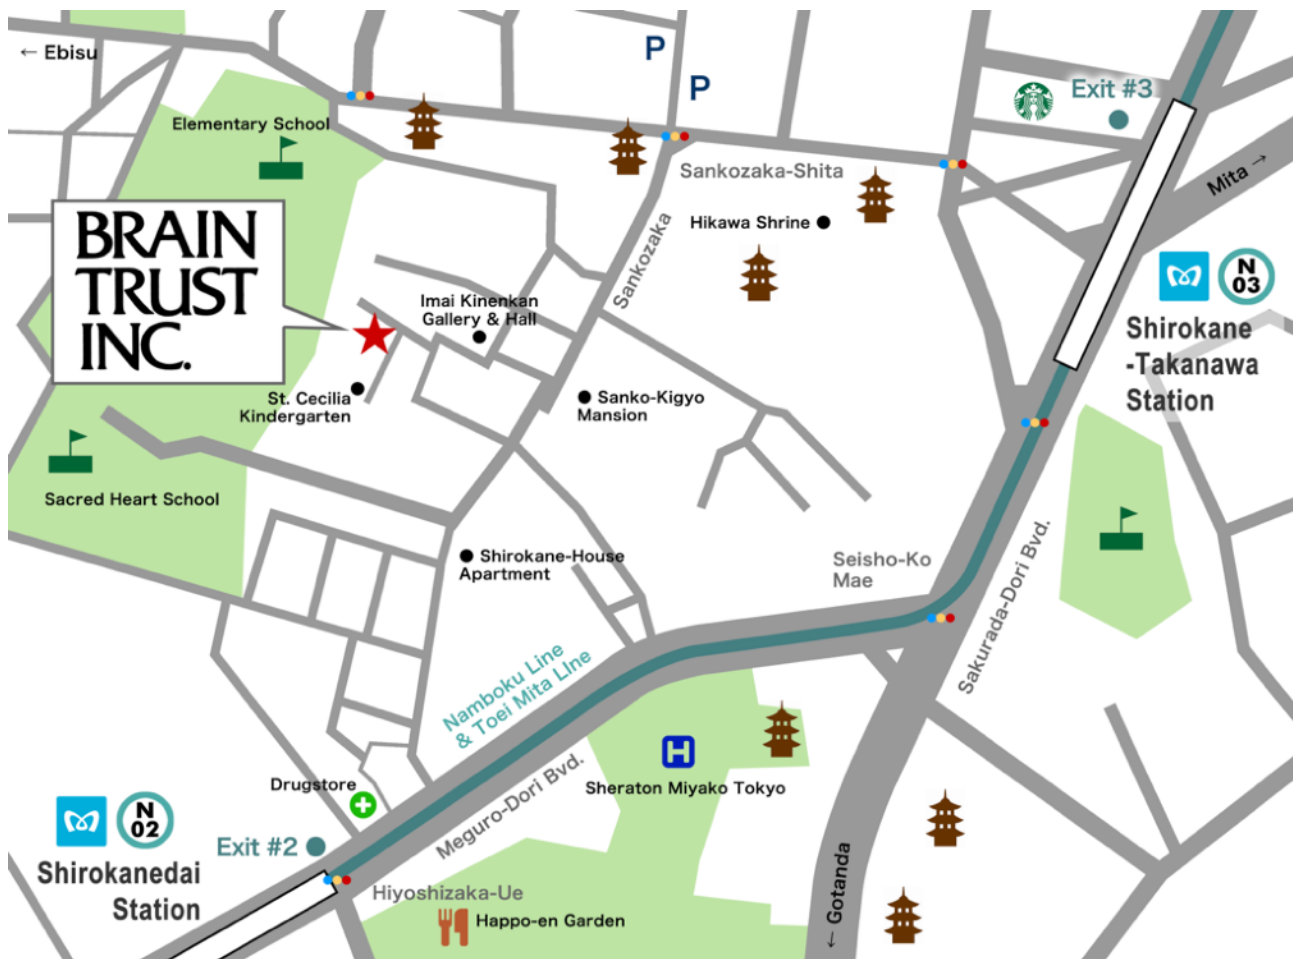 ← Ebisu
P
P
Exit #3
Elementary School
Sankozaka-Shita
Mita →
Hikawa Shrine
BRAIN
TRUST
INC.
Sankozaka
N
03
Imai Kinenkan
Gallery & Hall
Shirokane
-Takanawa
Station
St. Cecilia
Kindergarten
Sanko-Kigyo
Mansion
Sacred Heart School
Shirokane-House
Apartment
Seisho-Ko
Mae
Sakurada-Dori Bvd.
Namboku Line
& Toei Mita LIne
H
Sheraton Miyako Tokyo
Drugstore
Meguro-Dori Bvd.
N
02
Exit #2
Shirokanedai
Station
Hiyoshizaka-Ue
Happo-en Garden
← Gotanda